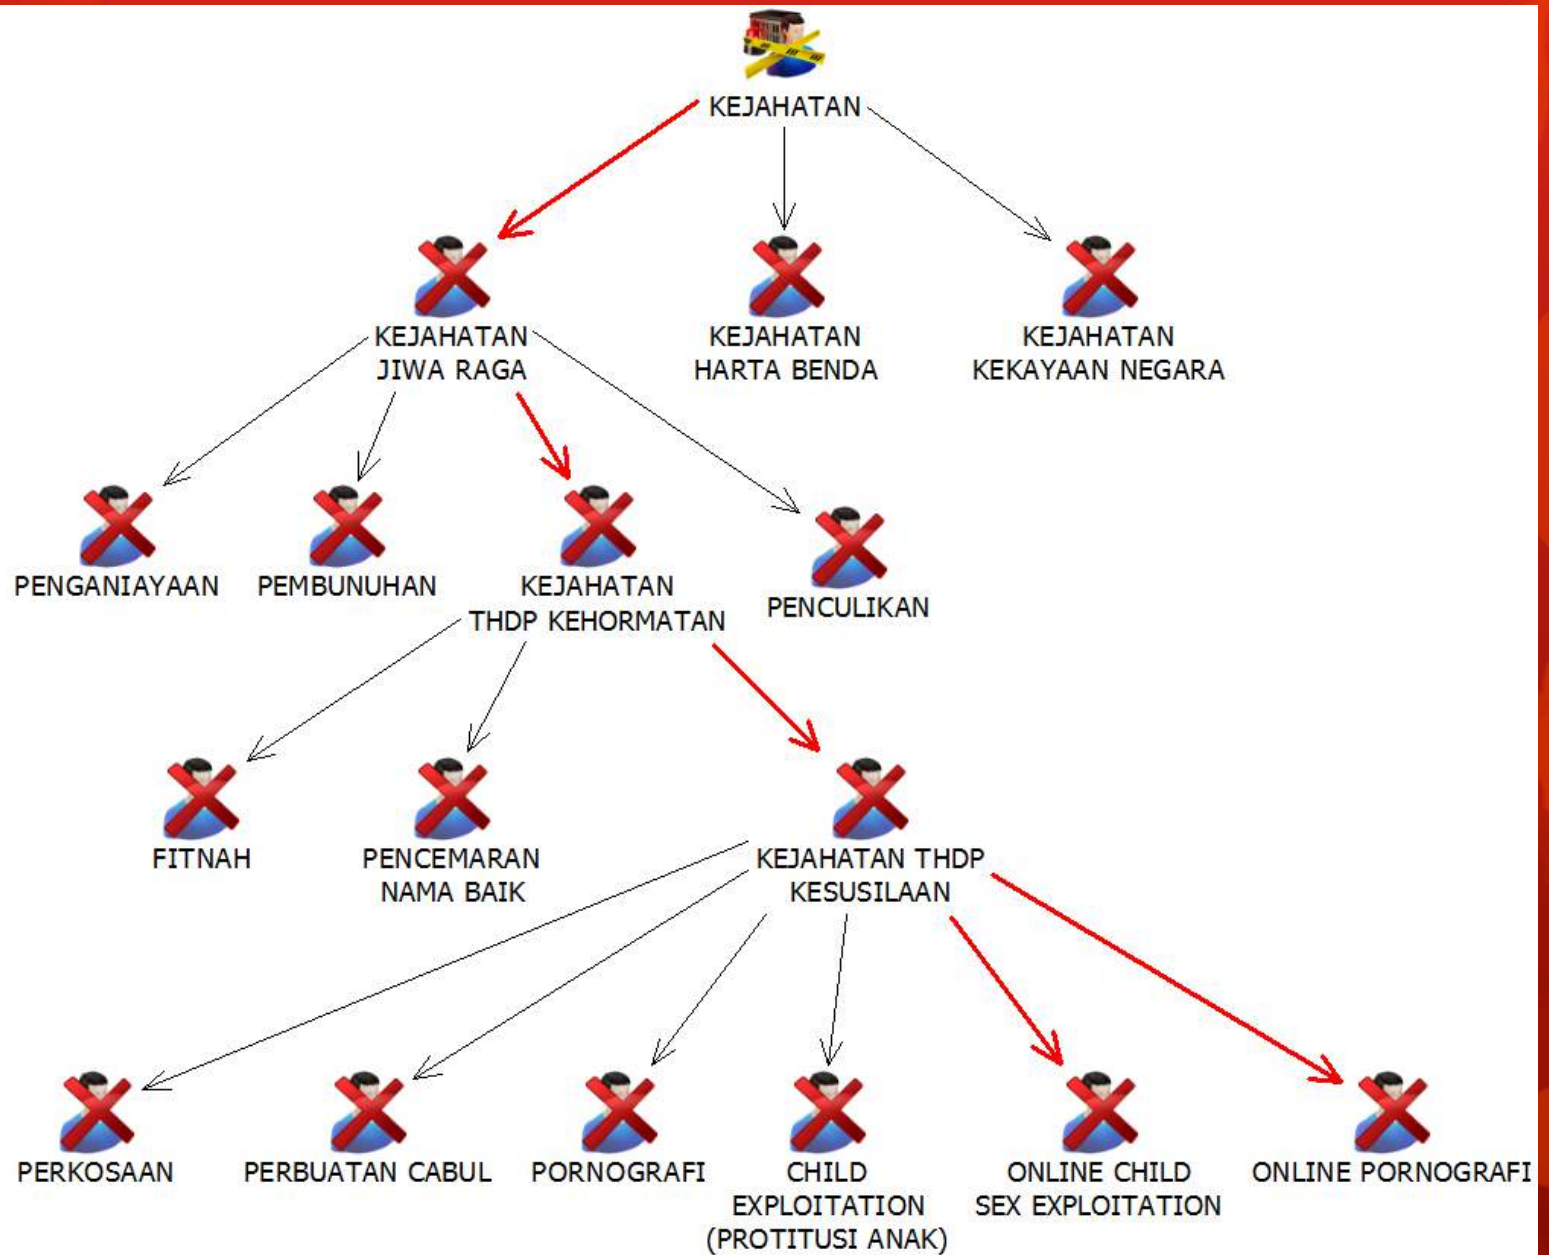 KEJAHATAN
KEJAHATAN
JIWA RAGA
KEJAHATAN
HARTA BENDA
KEJAHATAN
KEKAYAAN NEGARA
PENGANIAYAAN
PEMBUNUHAN
KEJAHATAN
THDP KEHORMATAN
PENCULIKAN
FITNAH
PENCEMARAN
NAMA BAIK
KEJAHATAN THDP
KESUSILAAN
PERKOSAAN
PERBUATAN CABUL
PORNOGRAFI
CHILD
EXPLOITATION
(PROTITUSI ANAK)
ONLINE CHILD
SEX EXPLOITATION
ONLINE PORNOGRAFI